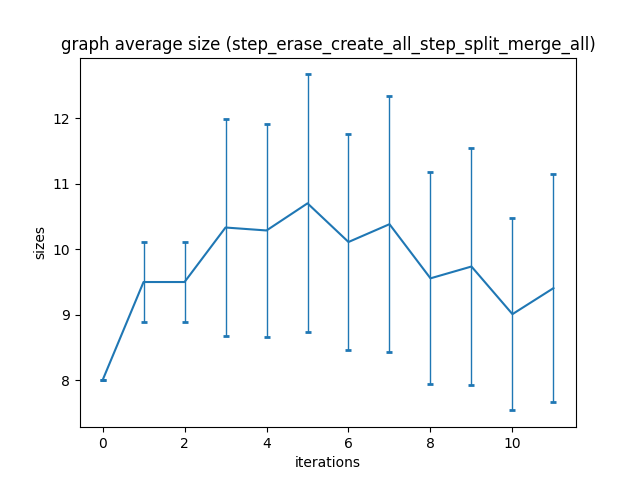 graph average size (step_erase_create_all_step_split_merge_all)
12
11
10
9
8
sizes
0 2 4 6 8 10
iterations